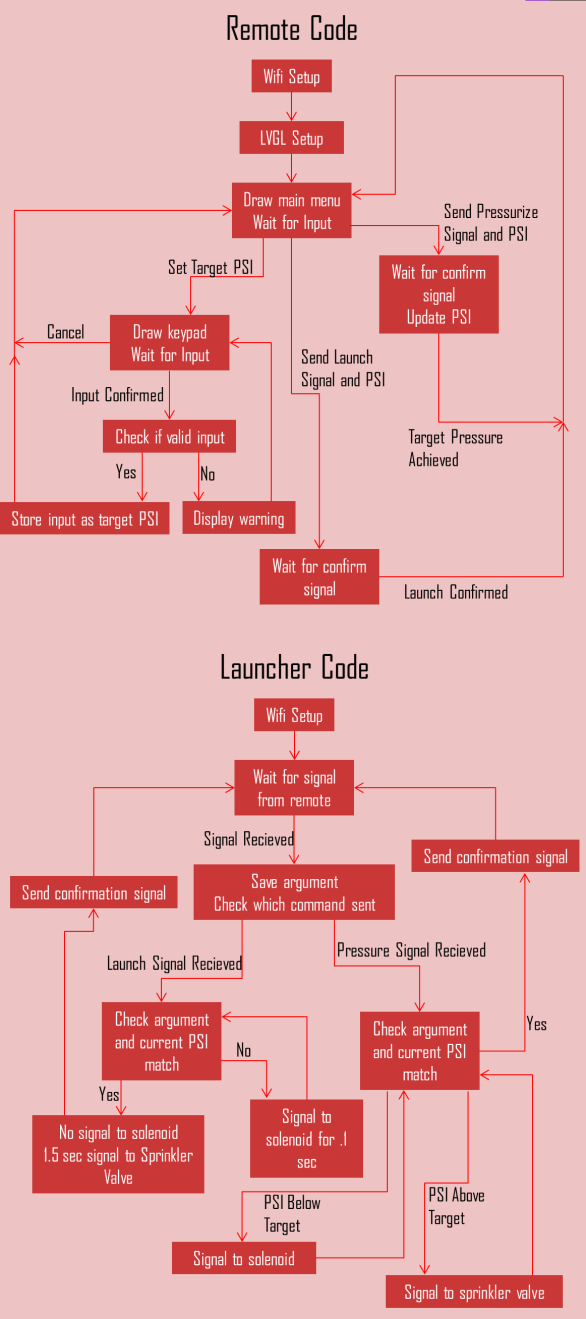 Remote Code
Wifi Setup
LVGL Setup
Draw main menu
Wait for Input
Send Pressurize
Signal and PSI
Set Target PSI
Wait for confirm
signal
Update PSI
Draw keypad
Wait for Input
Cancel
Send Launch
Signal and PSI
Input Confirmed
Check if valid input
Target Pressure
Achieved
Yes
No
Store input as target PSI
Display warning
Wait for confirm
signal
Launch Confirmed
Launcher Code
Wifi Setup
Wait for signal
from remote
Signal Recieved
Send confirmation signal
Send confirmation signal
Save argument
Check which command sent
Launch Signal Recieved
Pressure Signal Recieved
Check argument
and current PSI
match
No
Check argument
and current PSI
match
Yes
Yes
No signal to solenoid
1.5 sec signal to Sprinkler
Valve
Signal to
solenoid for .1
sec
PSI Below
Target
PSI Above
Target
Signal to solenoid
Signal to sprinkler valve